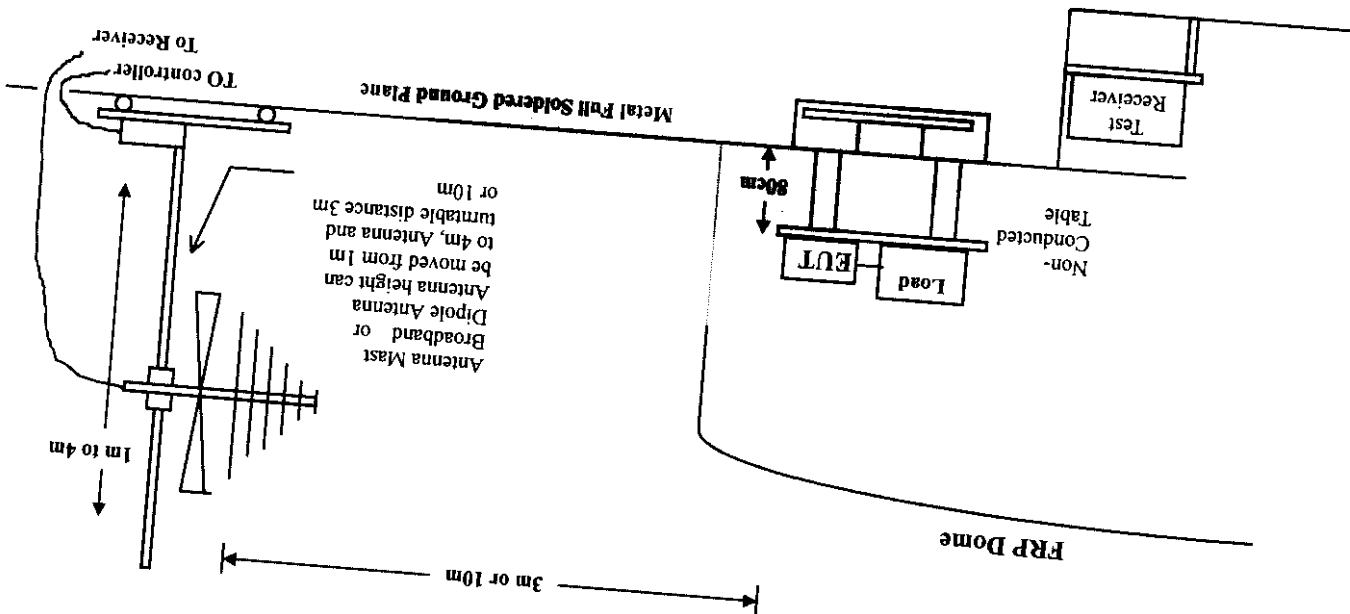 FRP Dome
3m or 10m
1m to 4m
Antenna Mast
Broadband or
Dipole Antenna
Antenna height can
be moved from 1m
to 4m, Antenna and
turntable distance 3m
or 10m
Load
EUT
Non-
Conducted
Table
80cm
Test
Receiver
Metal Full Soldered Ground Plane
TO controller
To Receiver